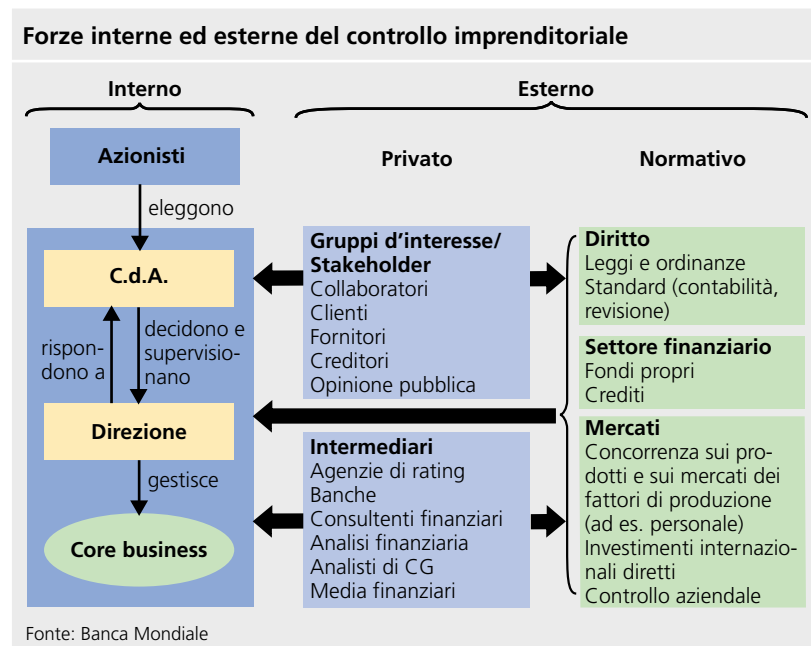 Forze interne ed esterne del controllo imprenditoriale
Interno
Esterno
Azionisti
Privato
Normativo
eleggono
C.d.A.
rispon-
dono a
decidono e
supervisio-
nano
Direzione
gestisce
Core business
Gruppi d'interesse/
Stakeholder
Collaboratori
Clienti
Fornitori
Creditori
Opinione pubblica
Intermediari
Agenzie di rating
Banche
Consultenti finanziari
Analisi finanziaria
Analisti di CG
Media finanziari
Diritto
Leggi e ordinanze
Standard (contabilità,
revisione)
Settore finanziario
Fondi propri
Crediti
Mercati
Concorrenza sui pro-
dotti e sui mercati dei
fattori di produzione
(ad es. personale)
Investimenti internazio-
nali diretti
Controllo aziendale
Fonte: Banca Mondiale